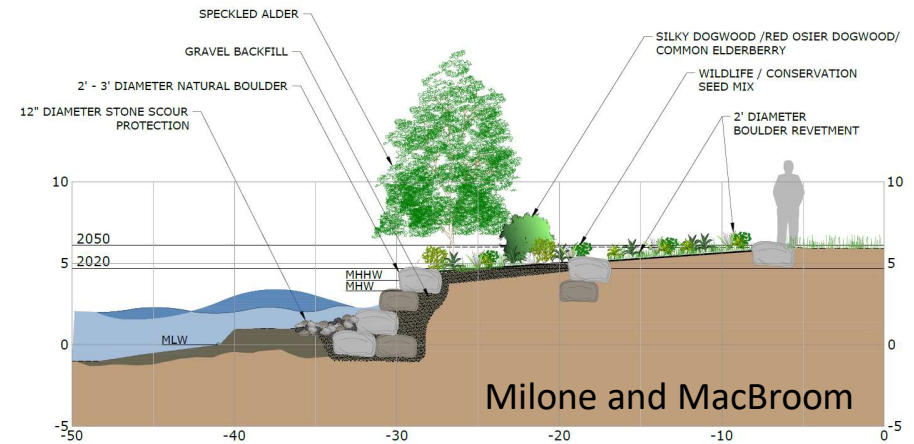 SPECKLED ALDER
GRAVEL BACKFILL
2' - 3' DIAMETER NATURAL BOULDER
12" DIAMETER STONE SCOUR
PROTECTION
SILKY DOGWOOD /RED OSIER DOGWOOD/
COMMON ELDERBERRY
WILDLIFE / CONSERVATION
SEED MIX
2' DIAMETER
BOULDER REVETMENT
10
10
2050
5
5
2020
MHHW
MHW
MLW
0
0
Milone and MacBroom
-5
-5
-50
-40
-30
-20
-10
0